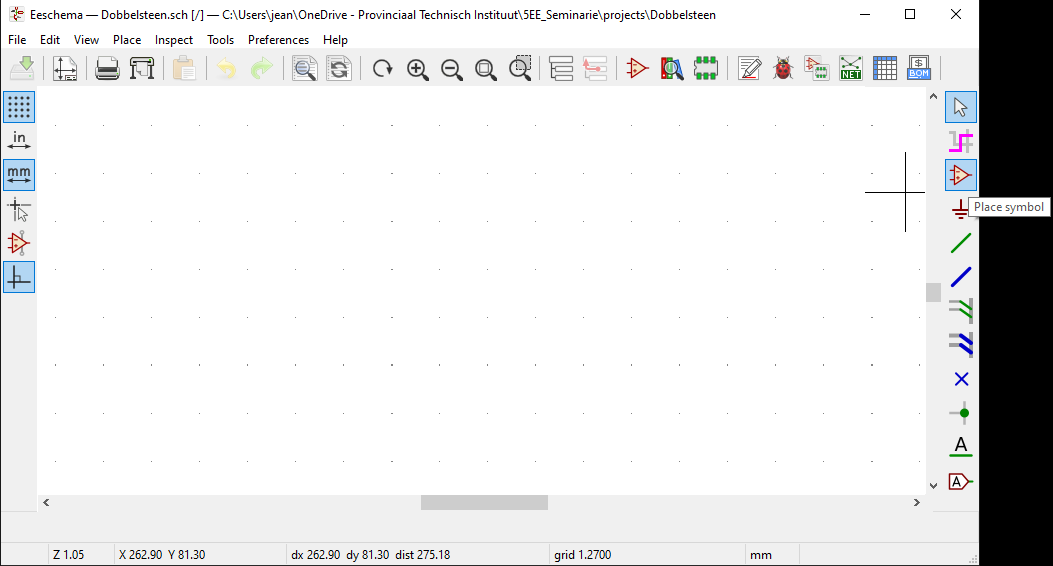 Eeschema — Dobbelsteen.sch [/] — C:\Users\jean\OneDrive - Provinciaal Technisch Instituut\5EE_Seminarie\projects\Dobbelsteen
File Edit View Place Inspect Tools Preferences Help
NET $ BOM
in
mm
Place symbol
A
A
Z 1.05 X 262.90 Y 81.30 dx 262.90 dy 81.30 dist 275.18 grid 1.2700 mm